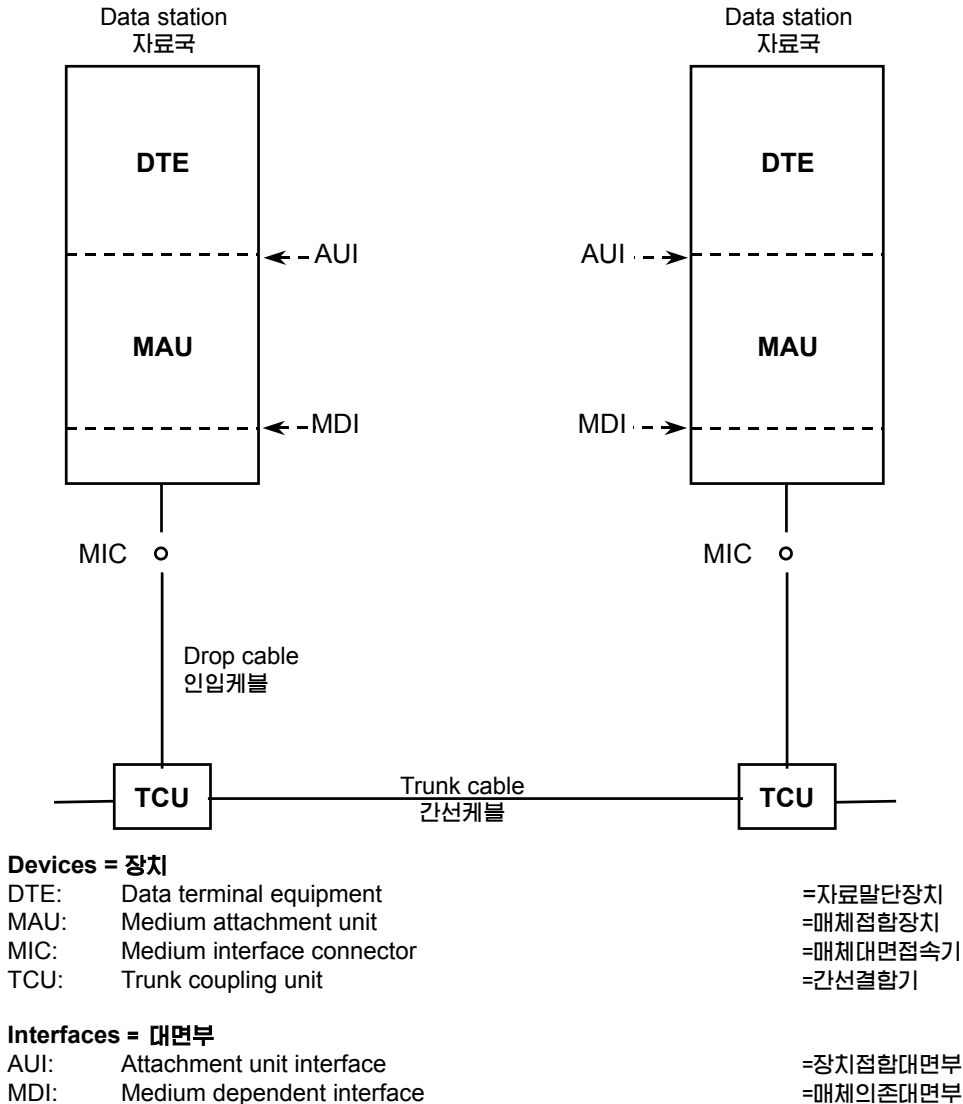 Data station
자료국
Data station
자료국
DTE
DTE
AUI
AUI
MAU
MAU
MDI
MDI
MIC
MIC
Drop cable
인입케블
TCU
Trunk cable
간선케블
TCU
Devices = 장치
DTE: Data terminal equipment =자료말단장치
MAU: Medium attachment unit =매체접합장치
MIC: Medium interface connector =매체대면접속기
TCU: Trunk coupling unit =간선결합기
Interfaces = 대면부
AUI: Attachment unit interface =장치접합대면부
MDI: Medium dependent interface =매체의존대면부